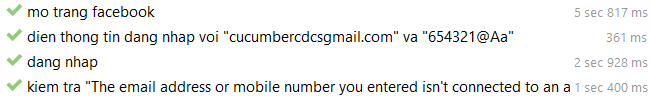 mo trang facebook 5 sec 817 ms
dien thong tin dang nhap voi "cucumbercdcsgmail.com" va "654321@Aa" 361 ms
dang nhap 2 sec 928 ms
kiem tra "The email address or mobile number you entered isn't connected to an a 1 sec 400 ms